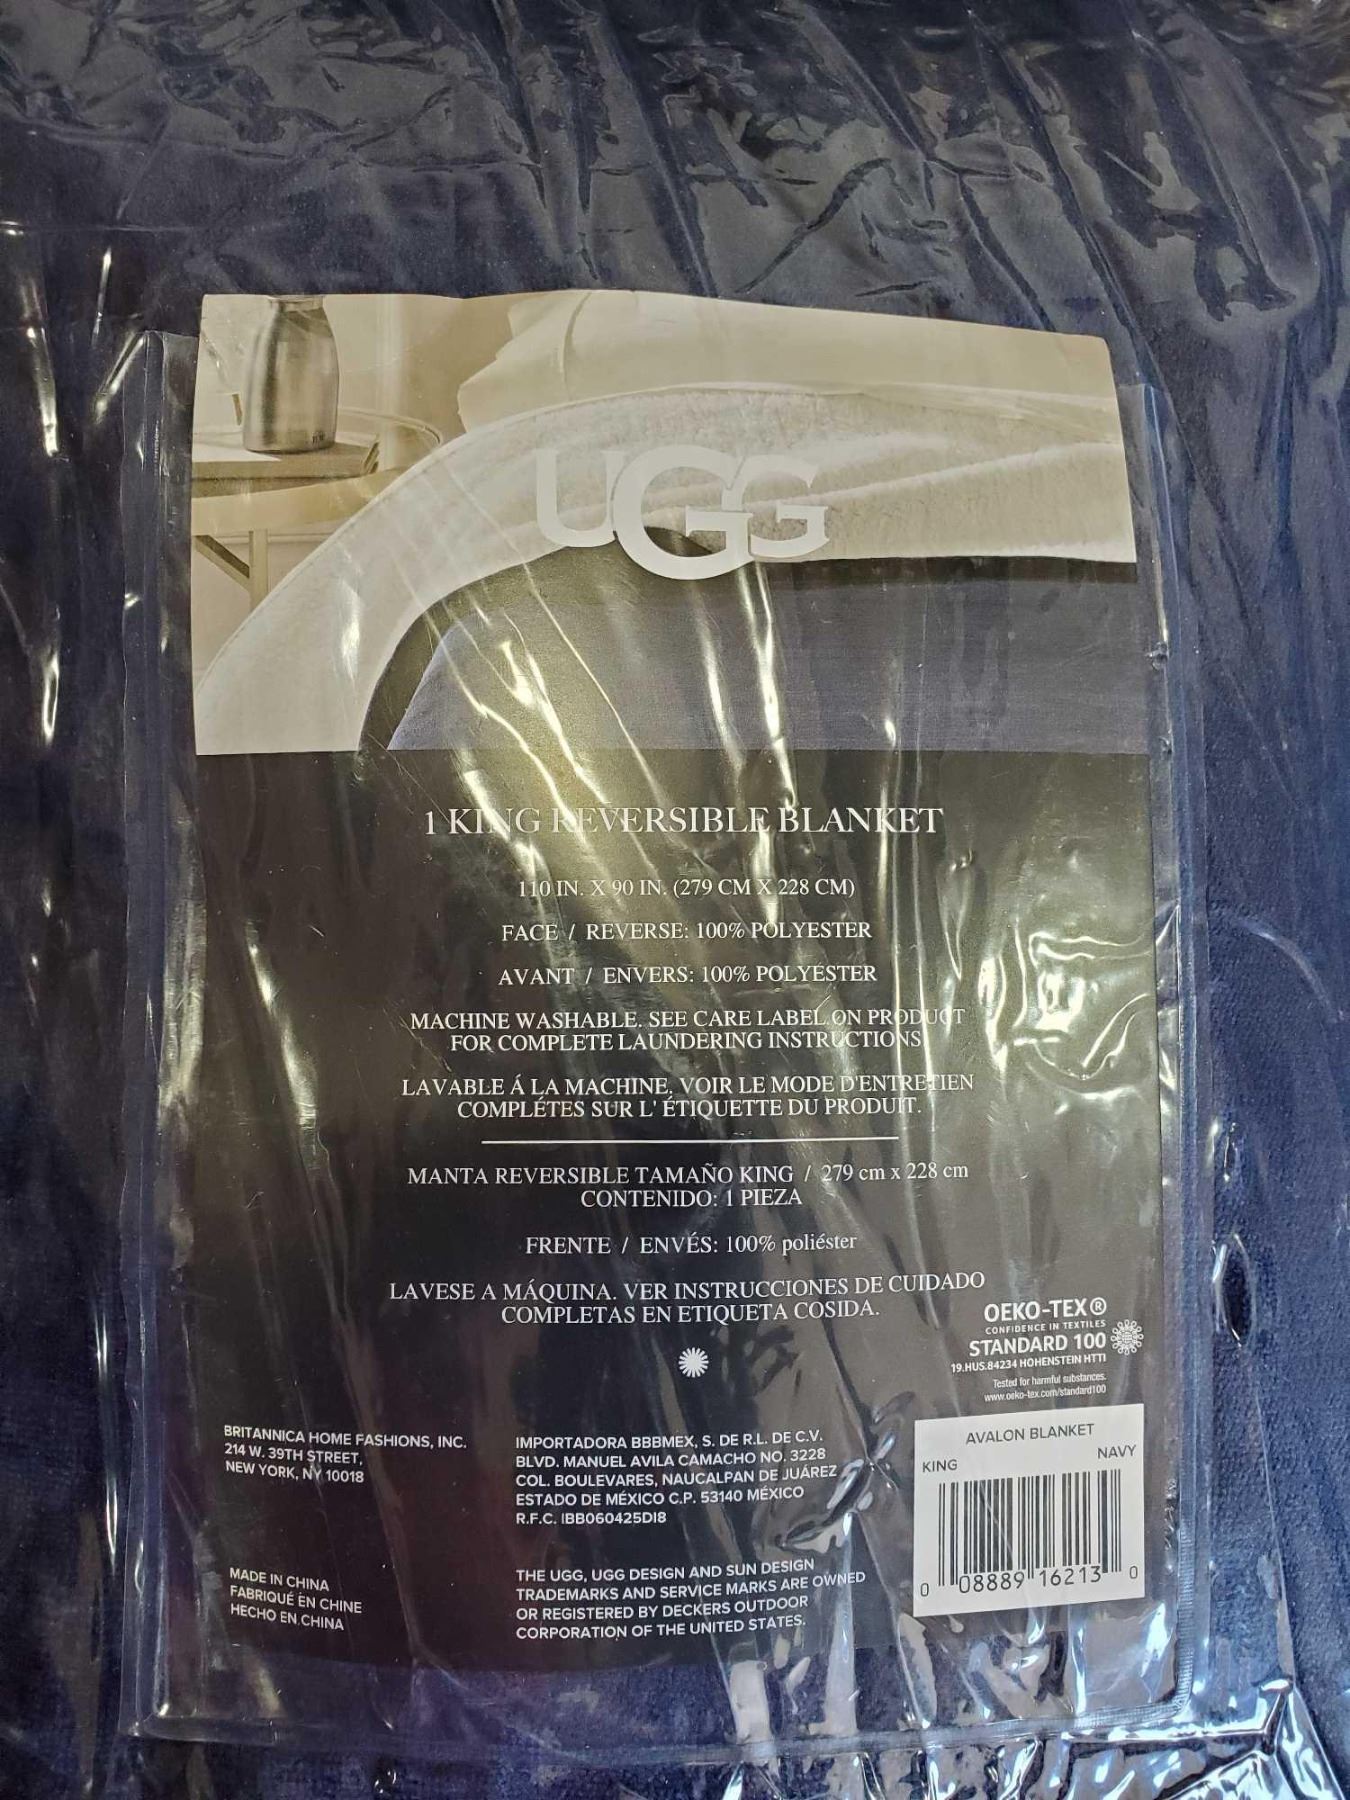 UGG
1 KING REVERSIBLE BLANKET
110 IN. X 90 IN. (279 CM X 228 CM)
FACE / REVERSE: 100% POLYESTER
AVANT / ENVERS: 100% POLYÉSTER
MACHINE WASHABLE. SEE CARE LABEL ON PRODUCT
FOR COMPLETE LAUNDERING INSTRUCTIONS
LAVABLE Á LA MACHINE. VOIR LE MODE D'ENTRETIEN
COMPLÉTES SUR L' ÉTIQUETTE DU PRODUIT.
MANTA REVERSIBLE TAMAÑO KING / 279 cm x 228 cm
CONTENIDO: 1 PIEZA
FRENTE / ENVÉS: 100% poliéster
LAVESE A MÁQUINA. VER INSTRUCCIONES DE CUIDADO
COMPLETAS EN ETIQUETA COSIDA.
OEKO-TEX®
CONFIDENCE IN TEXTILES
STANDARD 100
19.HUS.84234 HOHENSTEIN HTTI
Tested for harmful substances.
www.oeko-tex.com/standard100
BRITANNICA HOME FASHIONS, INC.
214 W. 39TH STREET,
NEW YORK, NY 10018
MADE IN CHINA
FABRIQUÉ EN CHINE
HECHO EN CHINA
IMPORTADORA BBBMEX, S. DE R.L. DE C.V.
BLVD. MANUEL AVILA CAMACHO NO. 3228
COL. BOULEVARES, NAUCALPAN DE JUÁREZ
ESTADO DE MÉXICO C.P. 53140 MÉXICO
R.F.C. IBB060425DI8
THE UGG, UGG DESIGN AND SUN DESIGN
TRADEMARKS AND SERVICE MARKS ARE OWNED
OR REGISTERED BY DECKERS OUTDOOR
CORPORATION OF THE UNITED STATES.
AVALON BLANKET
KING NAVY
0 08889 16213 0